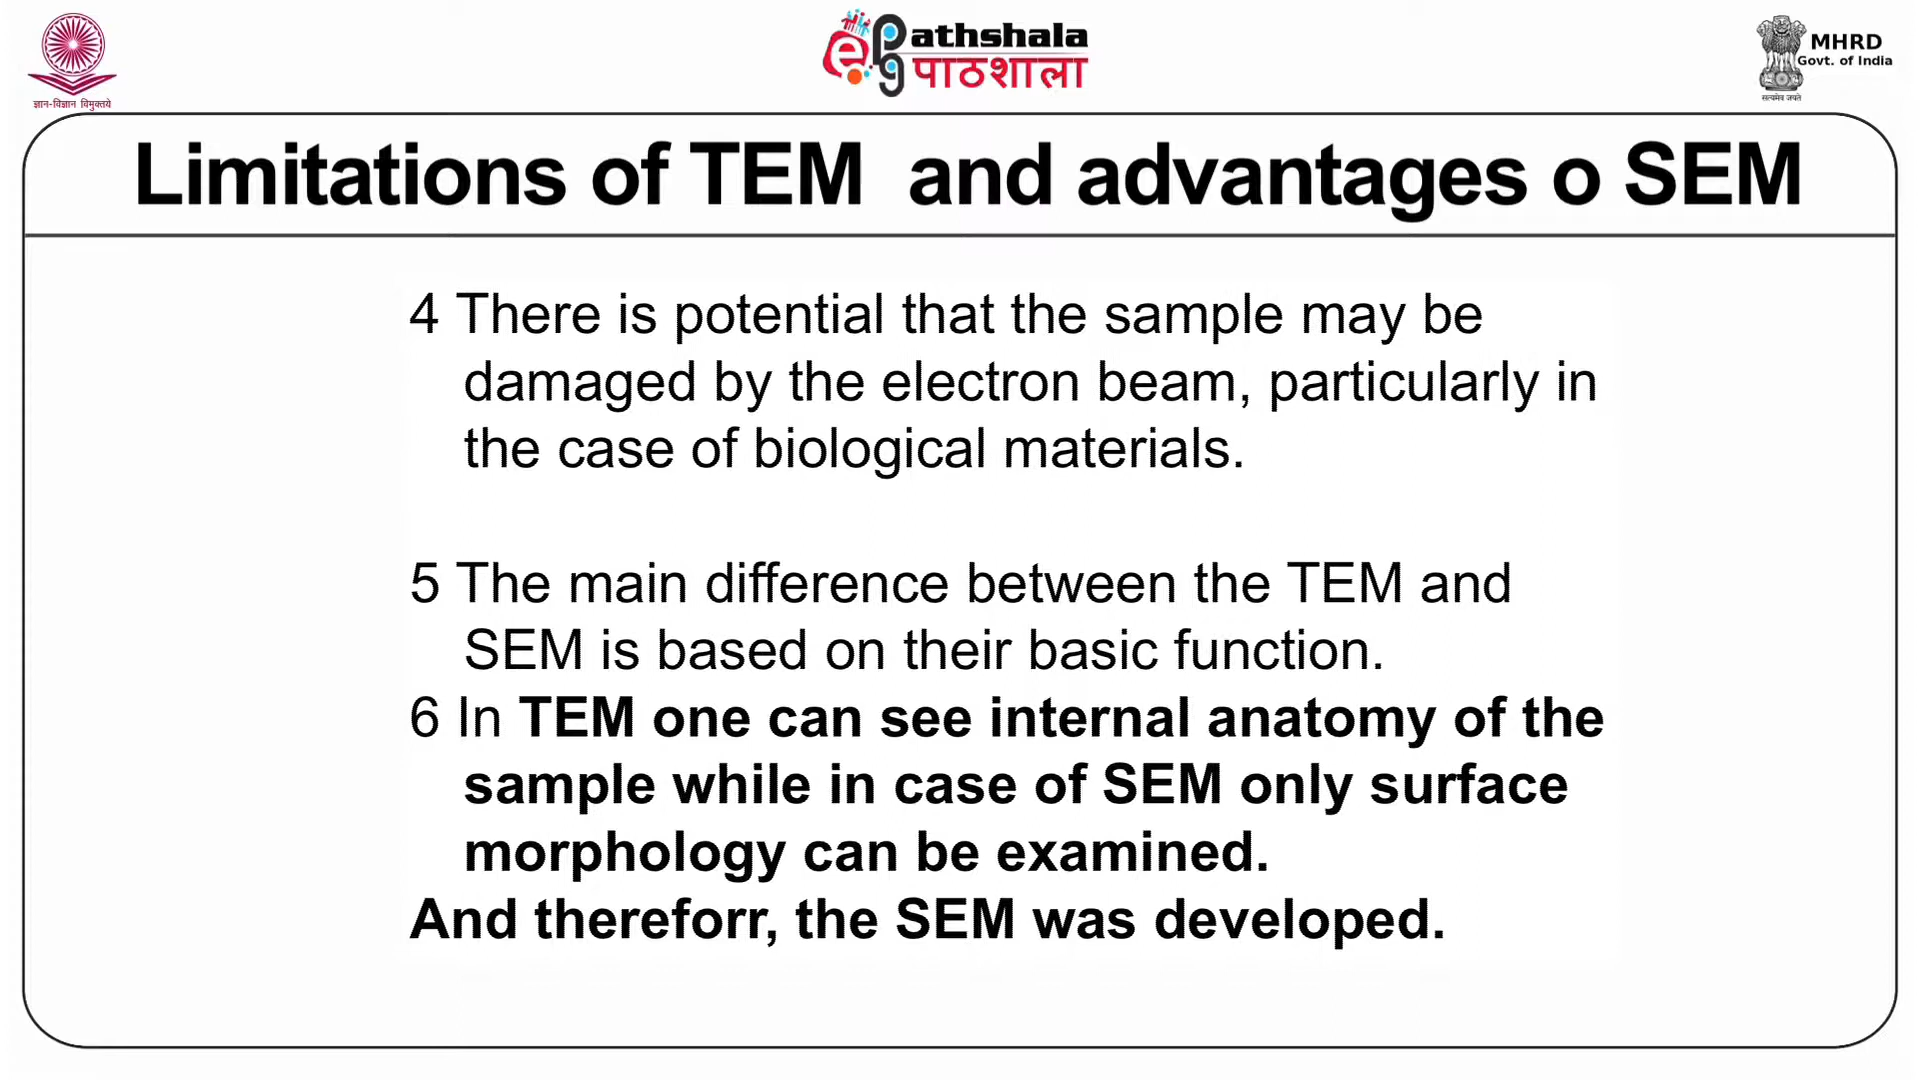 ज्ञान-विज्ञान विमुक्तये
ePG athshala
पाठशाला
MHRD
Govt. of India
सत्यमेव जयते
Limitations of TEM and advantages o SEM
4 There is potential that the sample may be
damaged by the electron beam, particularly in
the case of biological materials.
5 The main difference between the TEM and
SEM is based on their basic function.
6 In TEM one can see internal anatomy of the
sample while in case of SEM only surface
morphology can be examined.
And thereforr, the SEM was developed.